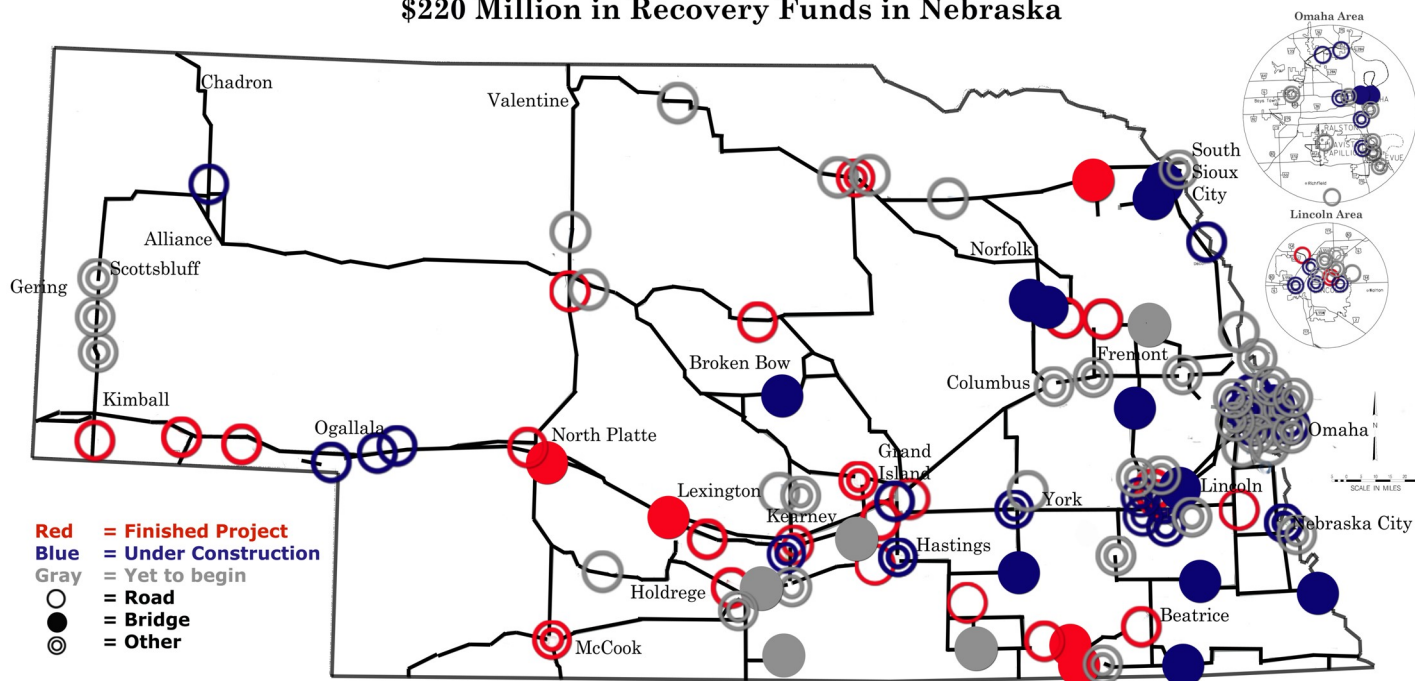 $220 Million in Recovery Funds in Nebraska
Omaha Area
Chadron
Valentine
South
Sioux
City
RALSTON
Lincoln Area
Alliance
Norfolk
Scottsbluff
Gering
Broken Bow
Fremont
Columbus
Kimball
Ogallala
North Platte
Omaha
N
Grand
Island
SCALE IN MILES
Lexington
Lincoln
York
Kearney
Nebraska City
Hastings
Red = Finished Project
Blue = Under Construction
Gray = Yet to begin
= Road
= Bridge
= Other
Holdrege
Beatrice
McCook